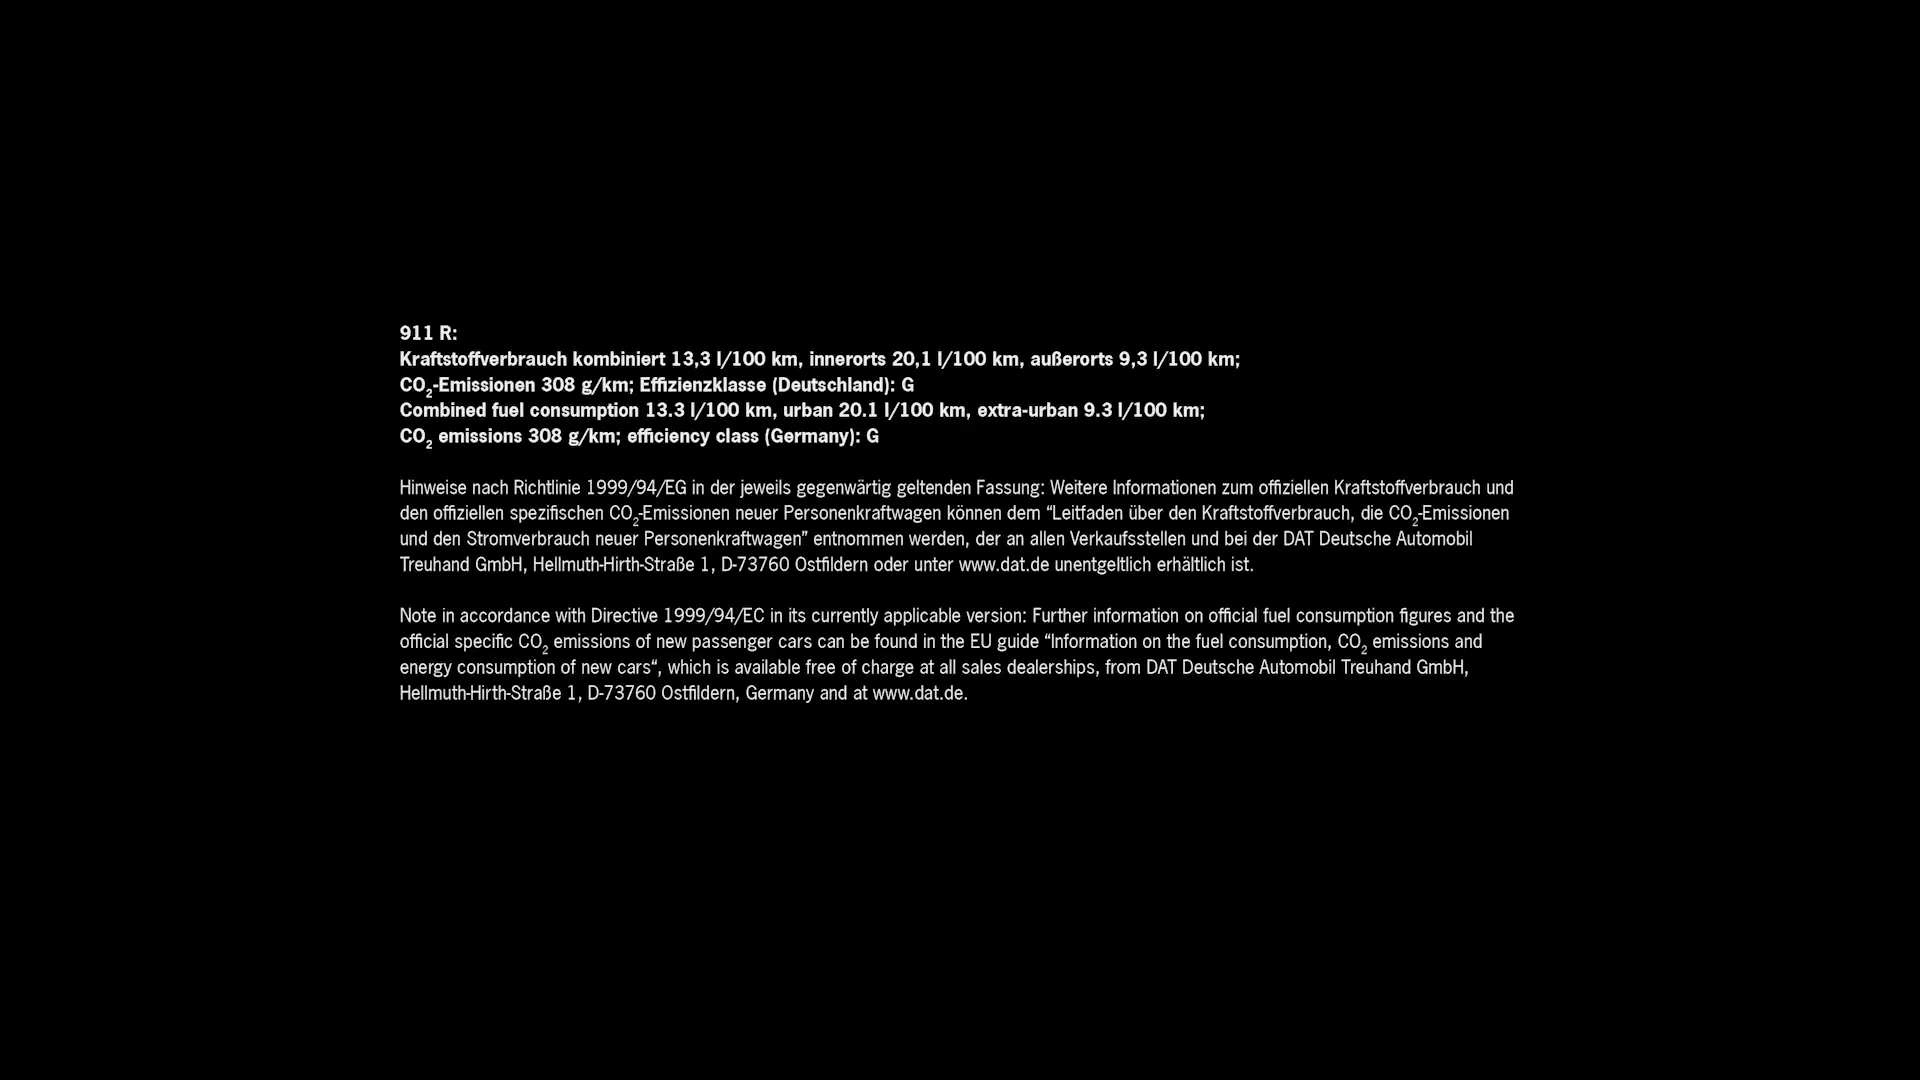 911 R:
Kraftstoffverbrauch kombiniert 13,3 l/100 km, innerorts 20,1 l/100 km, außerorts 9,3 l/100 km;
CO₂-Emissionen 308 g/km; Effizienzklasse (Deutschland): G
Combined fuel consumption 13.3 l/100 km, urban 20.1 l/100 km, extra-urban 9.3 l/100 km;
CO₂ emissions 308 g/km; efficiency class (Germany): G
Hinweise nach Richtlinie 1999/94/EG in der jeweils gegenwärtig geltenden Fassung: Weitere Informationen zum offiziellen Kraftstoffverbrauch und
den offiziellen spezifischen CO₂-Emissionen neuer Personenkraftwagen können dem “Leitfaden über den Kraftstoffverbrauch, die CO₂-Emissionen
und den Stromverbrauch neuer Personenkraftwagen” entnommen werden, der an allen Verkaufsstellen und bei der DAT Deutsche Automobil
Treuhand GmbH, Hellmuth-Hirth-Straße 1, D-73760 Ostfildern oder unter www.dat.de unentgeltlich erhältlich ist.
Note in accordance with Directive 1999/94/EC in its currently applicable version: Further information on official fuel consumption figures and the
official specific CO₂ emissions of new passenger cars can be found in the EU guide “Information on the fuel consumption, CO₂ emissions and
energy consumption of new cars“, which is available free of charge at all sales dealerships, from DAT Deutsche Automobil Treuhand GmbH,
Hellmuth-Hirth-Straße 1, D-73760 Ostfildern, Germany and at www.dat.de.